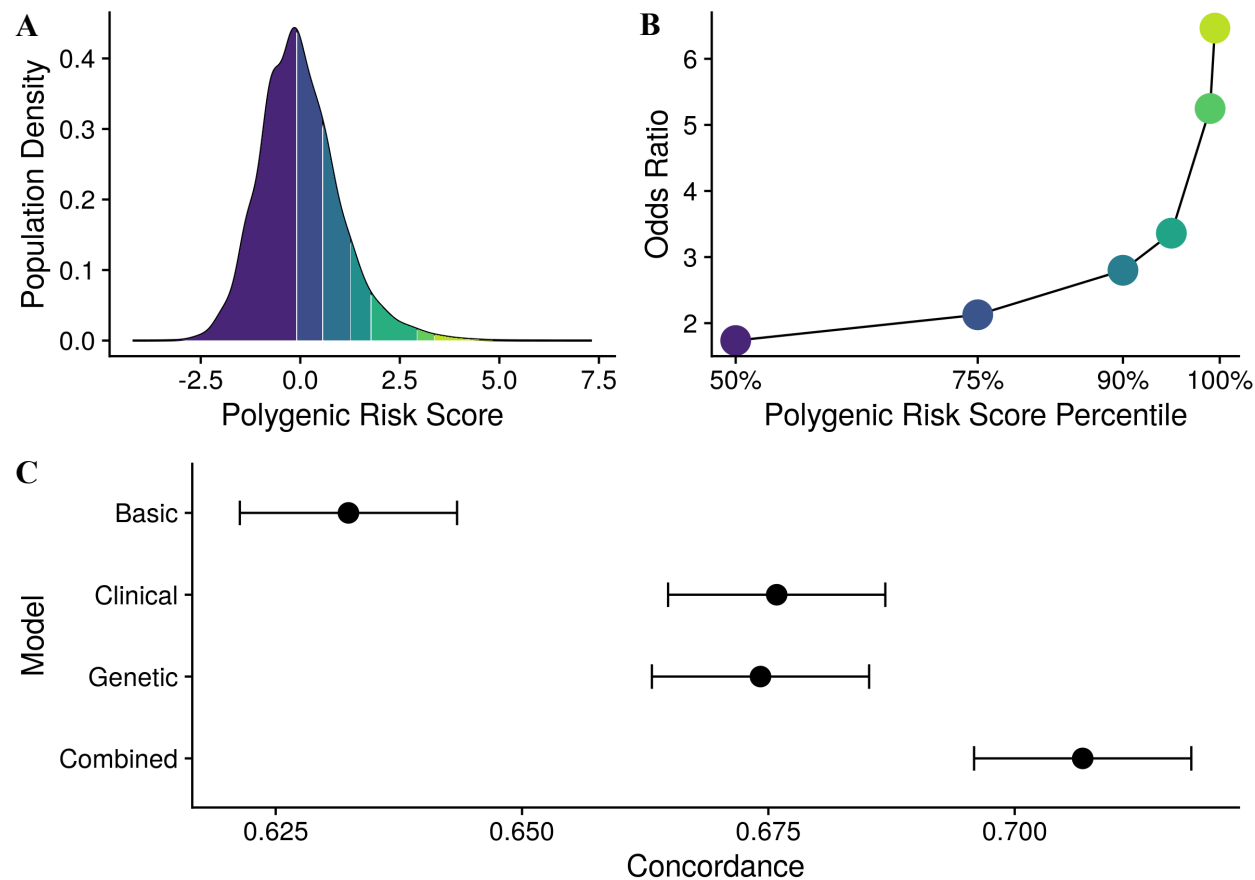 A
Population Density
0.4
0.3
0.2
0.1
0.0
-2.5 0.0 2.5 5.0 7.5
Polygenic Risk Score
B
Odds Ratio
6
5
4
3
2
50% 75% 90% 100%
Polygenic Risk Score Percentile
C
Model
Basic
Clinical
Genetic
Combined
0.625 0.650 0.675 0.700
Concordance